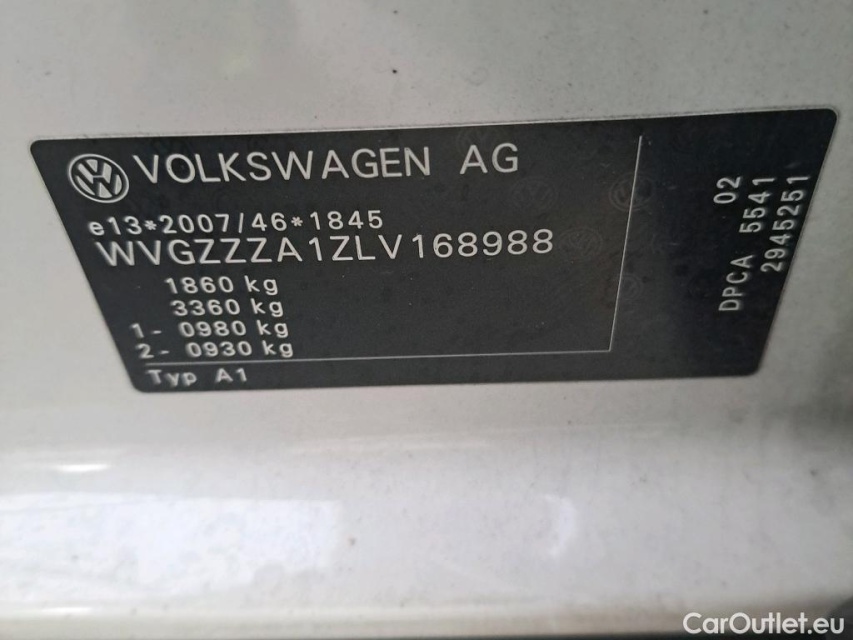 VOLKSWAGEN AG
e13*2007/46*1845
WVGZZZA1ZLV168988
1860 kg
3360 kg
1- 0980 kg
2- 0930 kg
Typ A1
02
DPCA 5541
2945251
CarOutlet.eu